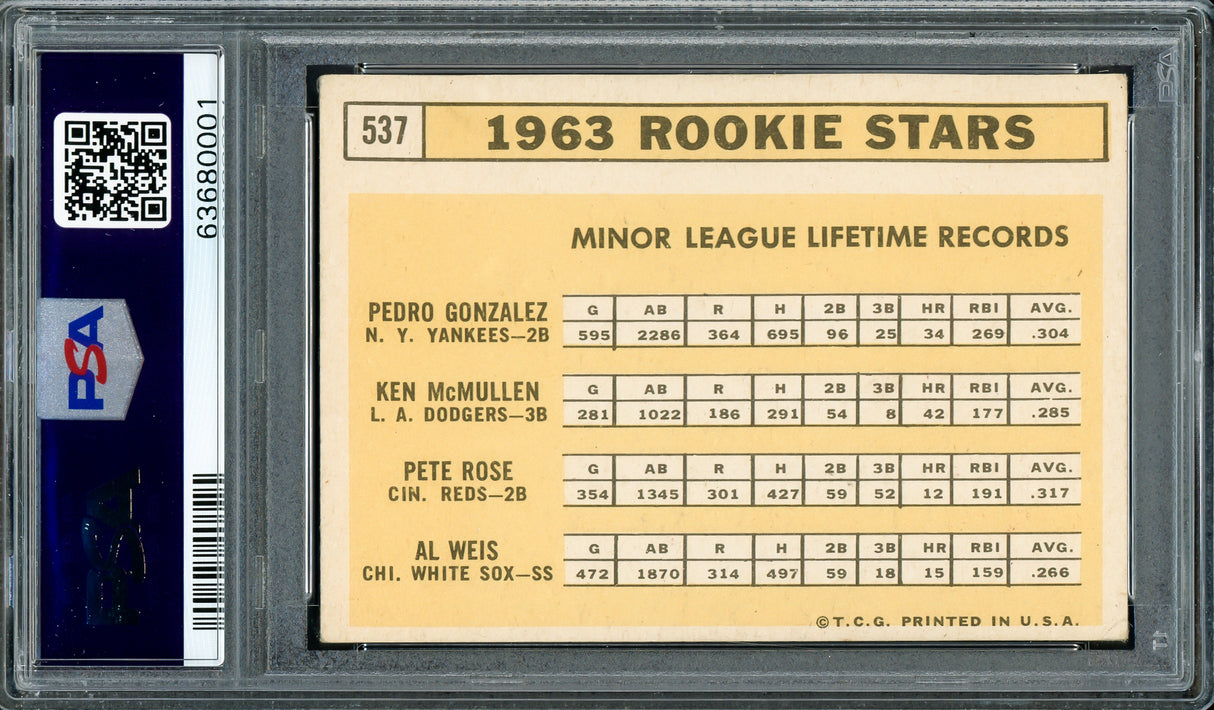 537 1963 ROOKIE STARS
MINOR LEAGUE LIFETIME RECORDS
PEDRO GONZALEZ G AB R H 2B 3B HR RBI AVG.
N. Y. YANKEES—2B 595 2286 364 695 96 25 34 269 .304
KEN McMULLEN G AB R H 2B 3B HR RBI AVG.
L. A. DODGERS—3B 281 1022 186 291 54 8 42 177 .285
PETE ROSE G AB R H 2B 3B HR RBI AVG.
CIN. REDS—2B 354 1345 301 427 59 52 12 191 .317
AL WEIS G AB R H 2B 3B HR RBI AVG.
CHI. WHITE SOX—SS 472 1870 314 497 59 18 15 159 .266
©T.C.G. PRINTED IN U.S.A.
63680001
PSA
PSA
PSA